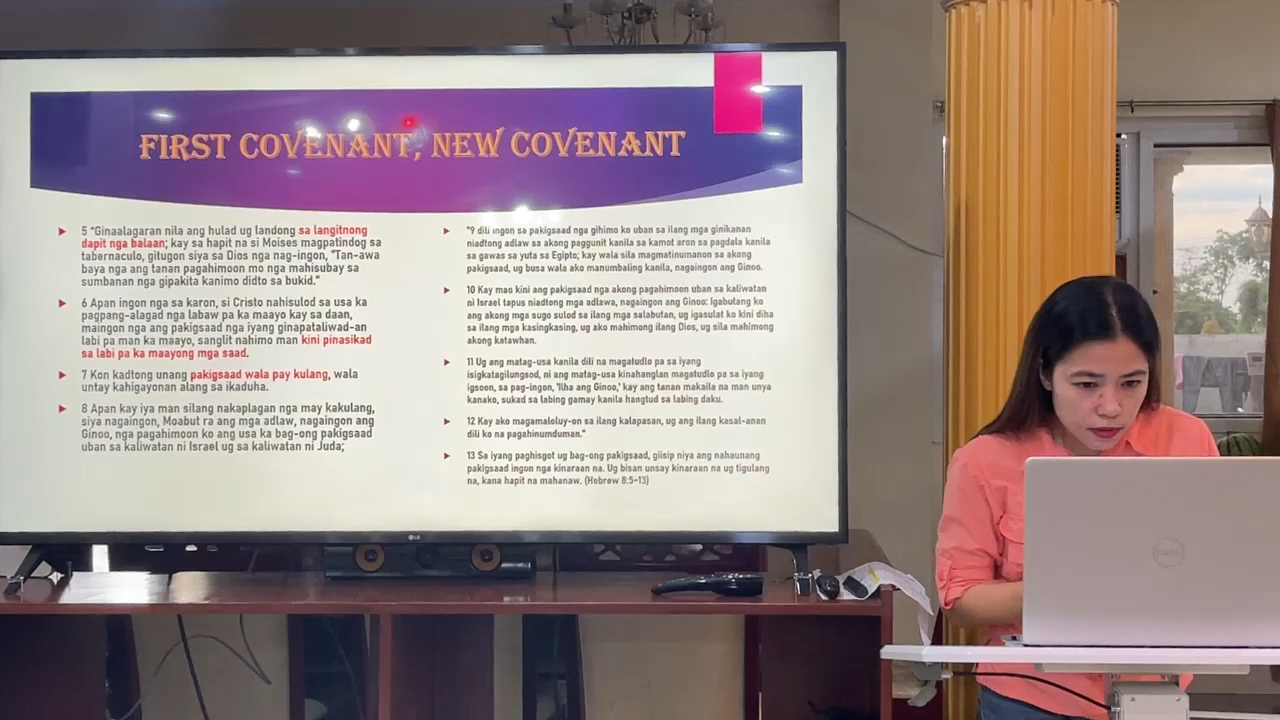 FIRST COVENANT, NEW COVENANT
5 "Ginaalagaran nila ang hulad ug landong sa langitnong
dapit nga balaan; kay sa hapit na si Moises magpatindog sa
tabernaculo, gitugon siya sa Dios nga nag-ingon, "Tan-awa
baya nga ang tanan pagahimoon mo nga mahisubay sa
sumbanan nga gipakita kanimo didto sa bukid."
6 Apan ingon nga sa karon, si Cristo nahisulod sa usa ka
pagpang-alagad nga labaw pa ka maayo kay sa daan,
maingon nga ang pakigsaad nga iyang ginapataliwad-an
labi pa man ka maayo, sanglit nahimo man kini pinasikad
sa labi pa ka maayong mga saad.
7 Kon kadtong unang pakigsaad wala pay kulang, wala
untay kahigayonan alang sa ikaduha.
8 Apan kay iya man silang nakaplagan nga may kakulang,
siya nagaingon, Moabut ra ang mga adlaw, nagaingon ang
Ginoo, nga pagahimoon ko ang usa ka bag-ong pakigsaad
uban sa kaliwatan ni Israel ug sa kaliwatan ni Juda;
"9 dili ingon sa pakigsaad nga gihimo ko uban sa ilang mga ginikanan
niadtong adlaw sa akong paggunit kanila sa kamot aron sa pagdala kanila
sa gawas sa yuta sa Egipto; kay wala sila magmatinumanon sa akong
pakigsaad, ug busa wala ako manumbaling kanila, nagaingon ang Ginoo.
10 Kay mao kini ang pakigsaad nga akong pagahimoon uban sa kaliwatan
ni Israel tapus niadtong mga adlawa, nagaingon ang Ginoo: Igabutang ko
ang akong mga sugo sulod sa ilang mga salabutan, ug igasulat ko kini diha
sa ilang mga kasingkasing, ug ako mahimong ilang Dios, ug sila mahimong
akong katawhan.
11 Ug ang matag-usa kanila dili na magatudlo pa sa iyang
isigkatagilungsod, ni ang matag-usa kinahanglan magatudlo pa sa iyang
igsoon, sa pag-ingon, 'Ilha ang Ginoo,' kay ang tanan makaila na man unya
kanako, sukad sa labing gamay kanila hangtud sa labing daku.
12 Kay ako magamaloluy-on sa ilang kalapasan, ug ang ilang kasal-anan
dili ko na pagahinumduman."
13 Sa iyang paghisgot ug bag-ong pakigsaad, giisip niya ang nahaunang
pakigsaad ingon nga kinaraan na. Ug bisan unsay kinaraan na ug tigulang
na, kana hapit na mahanaw. (Hebrew 8:5-13)
LG
DELL